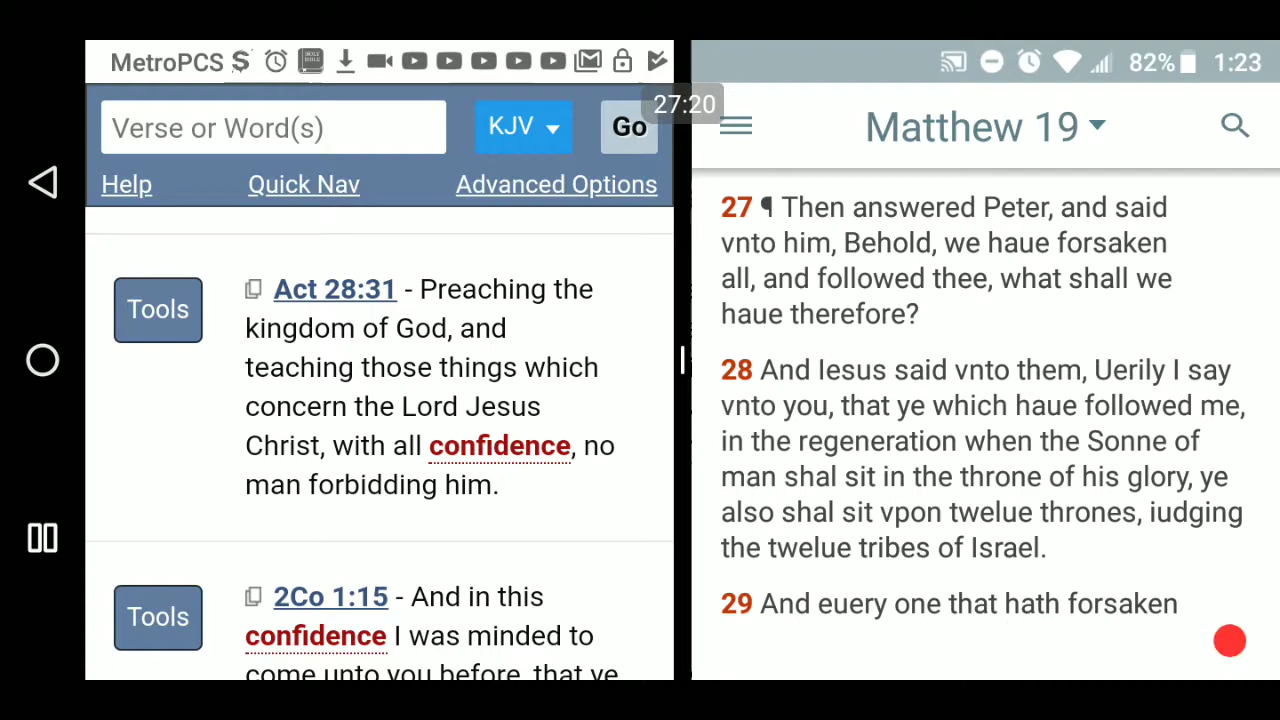 MetroPCS
82% 1:23
27:20
Verse or Word(s)
KJV
Go
Help Quick Nav Advanced Options
Tools
Act 28:31 - Preaching the
kingdom of God, and
teaching those things which
concern the Lord Jesus
Christ, with all confidence, no
man forbidding him.
Tools
2Co 1:15 - And in this
confidence I was minded to
come unto you before, that ye
Matthew 19
27 ¶ Then answered Peter, and said
vnto him, Behold, we haue forsaken
all, and followed thee, what shall we
haue therefore?
28 And Iesus said vnto them, Uerily I say
vnto you, that ye which haue followed me,
in the regeneration when the Sonne of
man shal sit in the throne of his glory, ye
also shal sit vpon twelue thrones, iudging
the twelue tribes of Israel.
29 And euery one that hath forsaken